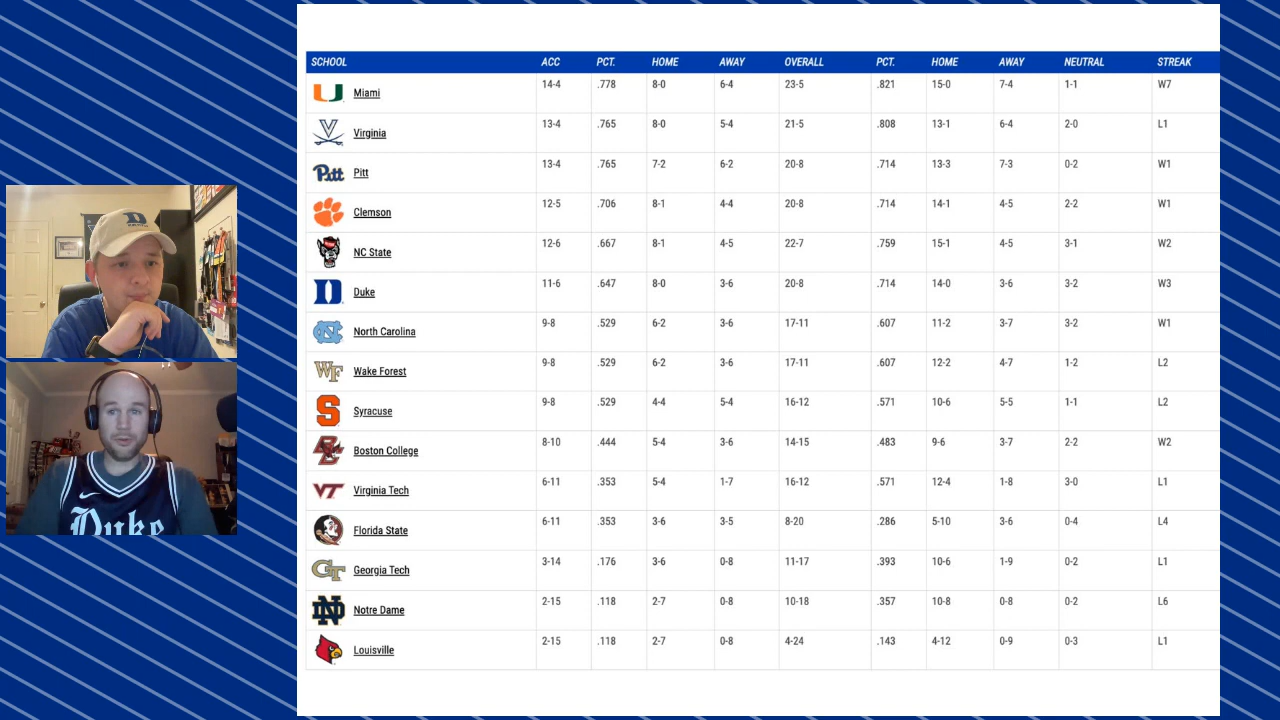 SCHOOL ACC PCT. HOME AWAY OVERALL PCT. HOME AWAY NEUTRAL STREAK
Miami 14-4 .778 8-0 6-4 23-5 .821 15-0 7-4 1-1 W7
Virginia 13-4 .765 8-0 5-4 21-5 .808 13-1 6-4 2-0 L1
Pitt Pitt 13-4 .765 7-2 6-2 20-8 .714 13-3 7-3 0-2 W1
Clemson 12-5 .706 8-1 4-4 20-8 .714 14-1 4-5 2-2 W1
NC State 12-6 .667 8-1 4-5 22-7 .759 15-1 4-5 3-1 W2
D Duke 11-6 .647 8-0 3-6 20-8 .714 14-0 3-6 3-2 W3
NC North Carolina 9-8 .529 6-2 3-6 17-11 .607 11-2 3-7 3-2 W1
WF Wake Forest 9-8 .529 6-2 3-6 17-11 .607 12-2 4-7 1-2 L2
S Syracuse 9-8 .529 4-4 5-4 16-12 .571 10-6 5-5 1-1 L2
BC Boston College 8-10 .444 5-4 3-6 14-15 .483 9-6 3-7 2-2 W2
VT Virginia Tech 6-11 .353 5-4 1-7 16-12 .571 12-4 1-8 3-0 L1
Florida State 6-11 .353 3-6 3-5 8-20 .286 5-10 3-6 0-4 L4
GT Georgia Tech 3-14 .176 3-6 0-8 11-17 .393 10-6 1-9 0-2 L1
ND Notre Dame 2-15 .118 2-7 0-8 10-18 .357 10-8 0-8 0-2 L6
Louisville 2-15 .118 2-7 0-8 4-24 .143 4-12 0-9 0-3 L1
D
Duke